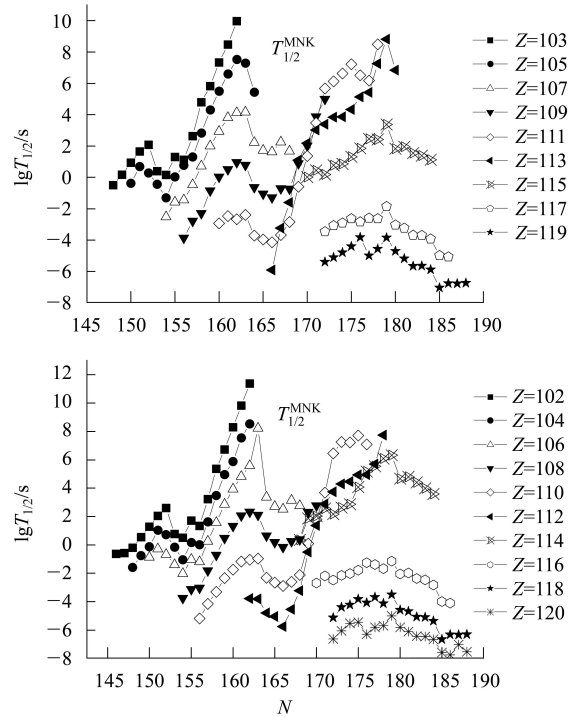 10
8
6
4
2
0
−2
−4
−6
−8
lgT1/2/s
T1/2MNK
Z=103
Z=105
Z=107
Z=109
Z=111
Z=113
Z=115
Z=117
Z=119
145 150 155 160 165 170 175 180 185 190
12
10
8
6
4
2
0
−2
−4
−6
−8
lgT1/2/s
T1/2MNK
Z=102
Z=104
Z=106
Z=108
Z=110
Z=112
Z=114
Z=116
Z=118
Z=120
145 150 155 160 165 170 175 180 185 190
N